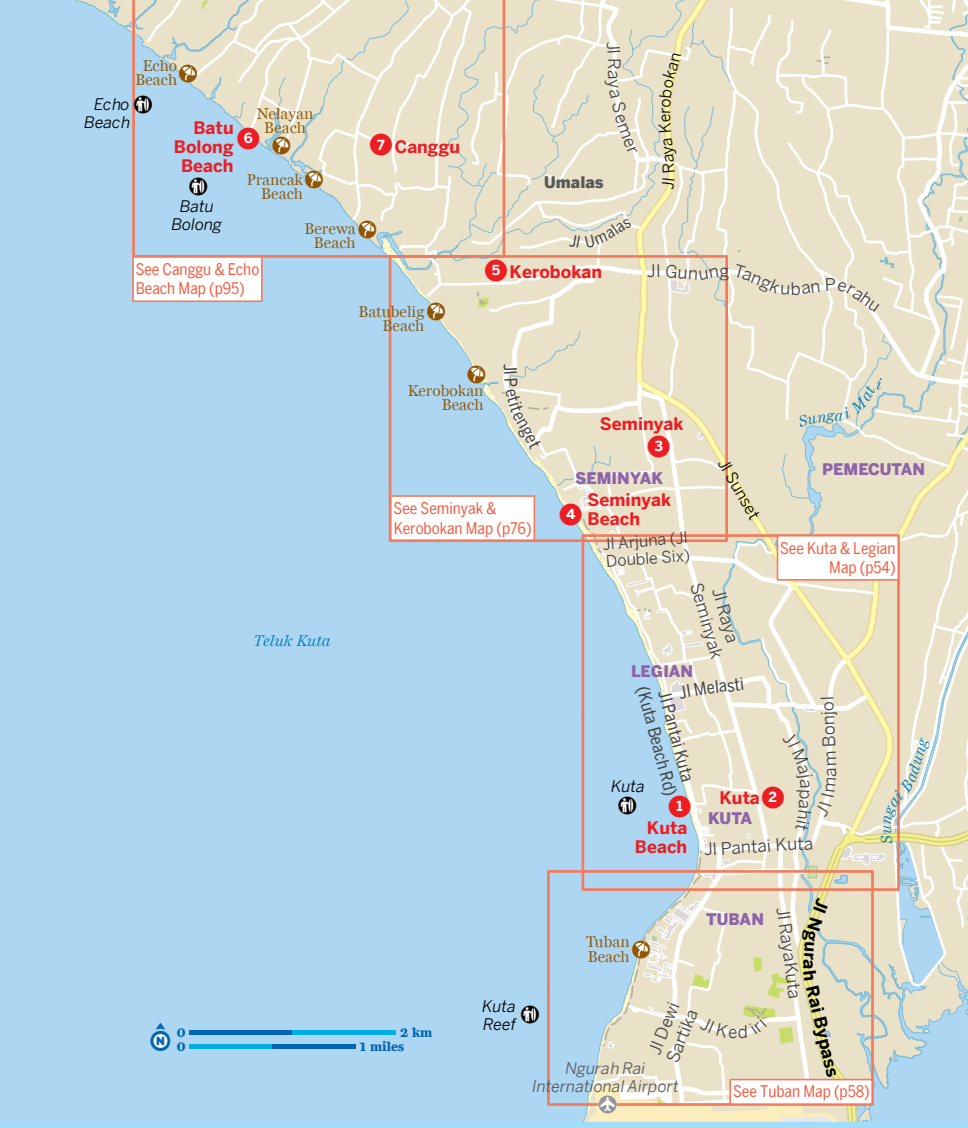 Echo
Beach
Echo
Beach
Nelayan
Beach
Batu
Bolong
Beach
6
7
Canggu
Prancak
Beach
Batu
Bolong
Berewa
Beach
Jl Raya Semer
Jl Raya Kerobokan
Umalas
Jl Umalas
See Canggu & Echo
Beach Map (p95)
5
Kerobokan
Jl Gunung Tangkuban Perahu
Batubelig
Beach
Kerobokan
Beach
Jl Petitenget
Sungai Mati
Seminyak
3
SEMINYAK
PEMECUTAN
Jl Sunset
4
Seminyak
Beach
See Seminyak &
Kerobokan Map (p76)
Jl Arjuna (Jl
Double Six)
See Kuta & Legian
Map (p54)
Jl Raya
Seminyak
Teluk Kuta
LEGIAN
Jl Melasti
Jl Pantai Kuta
(Kuta Beach Rd)
Jl Majapahit
Jl Imam Bonjol
Sungai Badung
Kuta
1
Kuta
2
KUTA
Kuta
Beach
Jl Pantai Kuta
TUBAN
Jl Raya Kuta
Jl Ngurah Rai Bypass
Tuban
Beach
Kuta
Reef
Jl Dewi
Sartika
Jl Kediri
N
0
2 km
0
1 miles
Ngurah Rai
International Airport
See Tuban Map (p58)